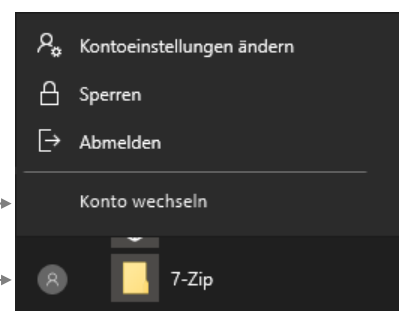 Kontoeinstellungen ändern
Sperren
Abmelden
Konto wechseln
7-Zip